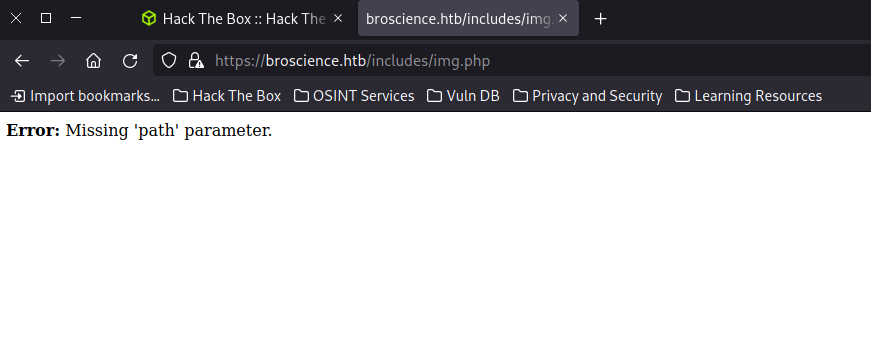 Hack The Box :: Hack The
broscience.htb/includes/img.
https://broscience.htb/includes/img.php
Import bookmarks... Hack The Box OSINT Services Vuln DB Privacy and Security Learning Resources
Error: Missing 'path' parameter.